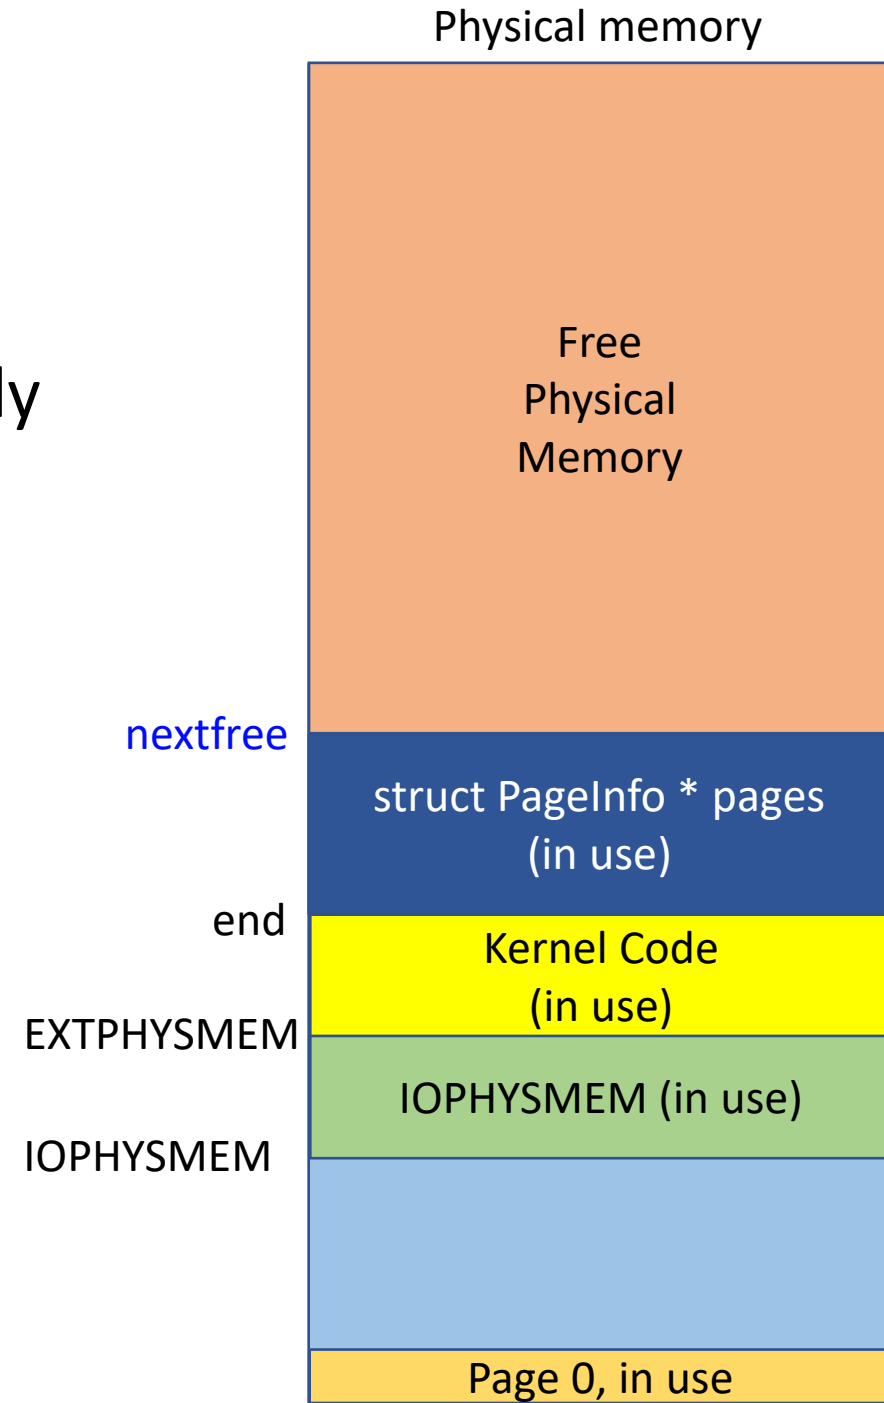 Physical memory
Free
Physical
Memory
nextfree
struct PageInfo * pages
(in use)
end
Kernel Code
(in use)
EXTPHYSMEM
IOPHYSMEM (in use)
IOPHYSMEM
Page 0, in use